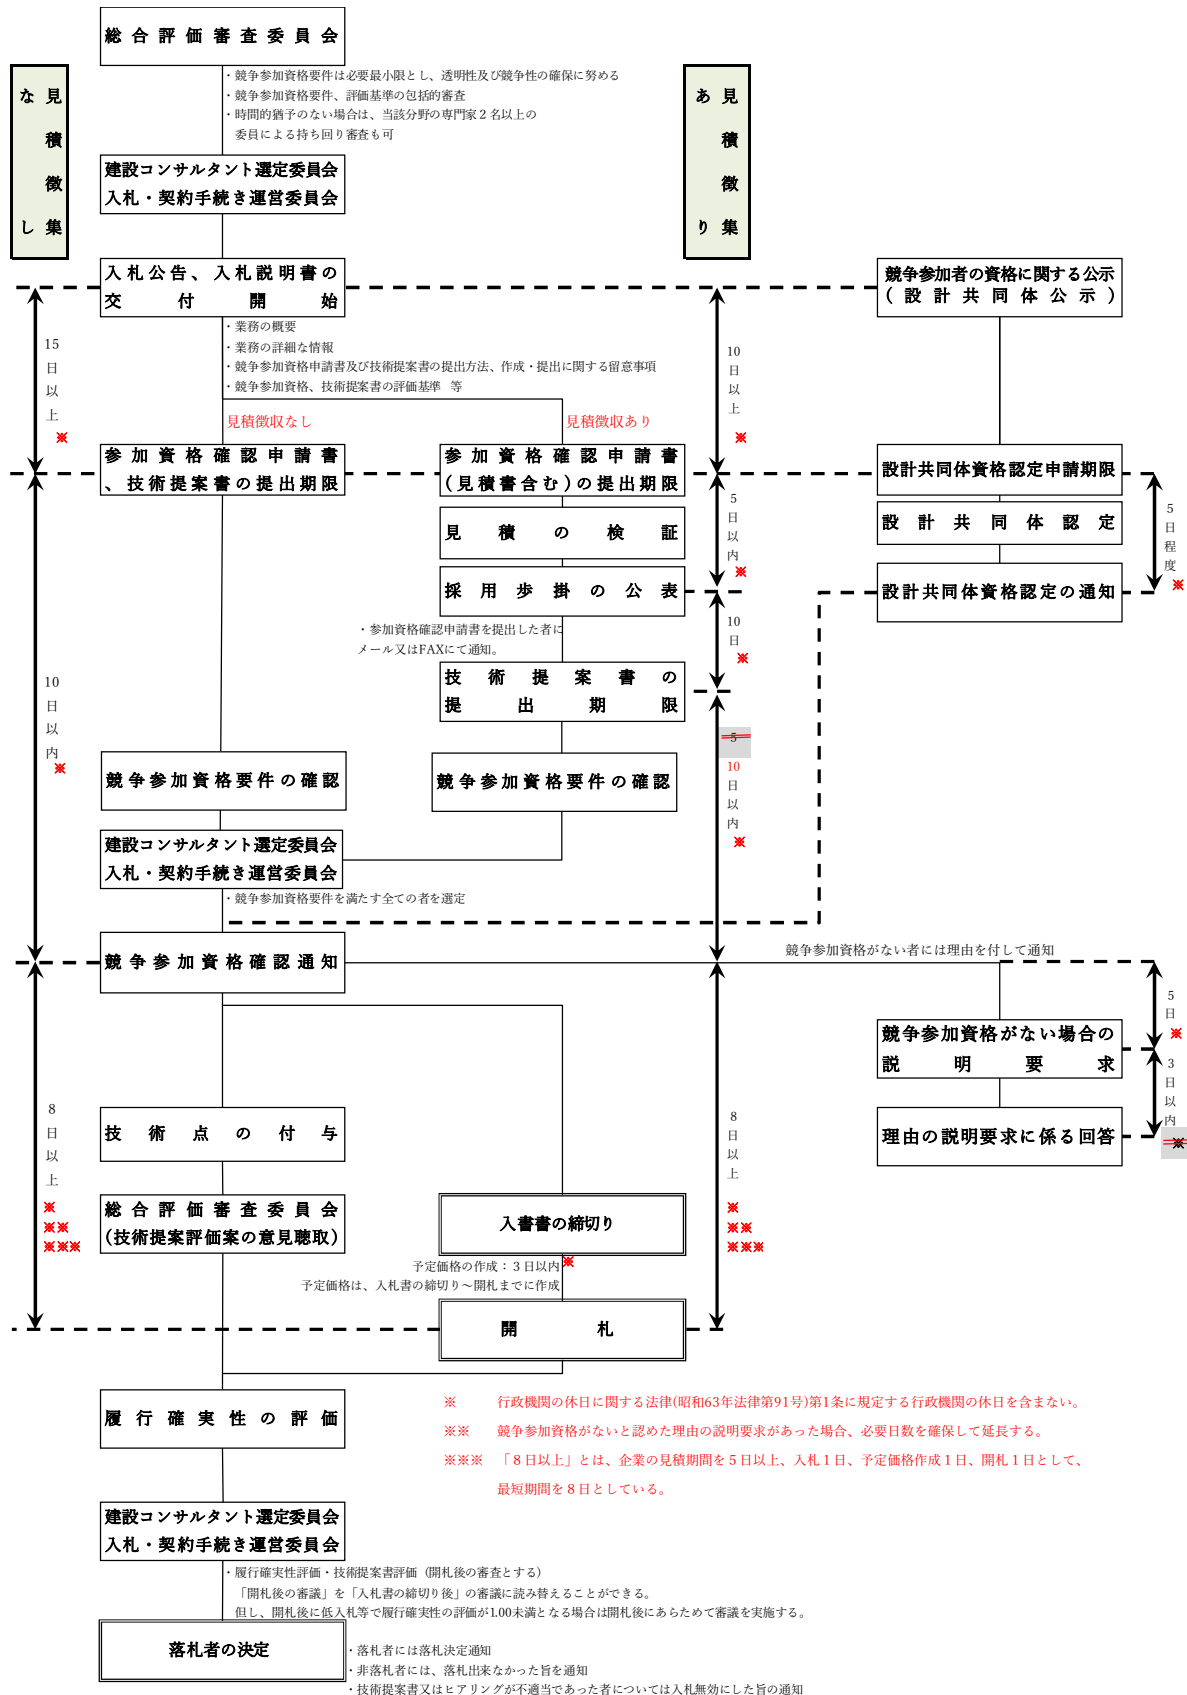 総合評価審査委員会
・競争参加資格要件は必要最小限とし、透明性及び競争性の確保に努める
・競争参加資格要件、評価基準の包括的審査
・時間的猶予のない場合は、当該分野の専門家２名以上の
委員による持ち回り審査も可
見積徴集
なし
見積徴集
あり
建設コンサルタント選定委員会
入札・契約手続き運営委員会
入札公告、入札説明書の
交付開始
競争参加者の資格に関する公示
(設計共同体公示)
・業務の概要
・業務の詳細な情報
・競争参加資格申請書及び技術提案書の提出方法、作成・提出に関する留意事項
・競争参加資格、技術提案書の評価基準　等
15日以上
※
10日以上
※
見積徴収なし
見積徴収あり
参加資格確認申請書
、技術提案書の提出期限
参加資格確認申請書
(見積書含む)の提出期限
設計共同体資格認定申請期限
見積の検証
5日以内
※
設計共同体認定
5日程度
※
採用歩掛の公表
設計共同体資格認定の通知
・参加資格確認申請書を提出した者に
メール又はFAXにて通知。
10日
※
技術提案書の
提出期限
10日以内
※
5
10日以内
※
競争参加資格要件の確認
競争参加資格要件の確認
建設コンサルタント選定委員会
入札・契約手続き運営委員会
・競争参加資格要件を満たす全ての者を選定
競争参加資格確認通知
競争参加資格がない者には理由を付して通知
5日
※
競争参加資格がない場合の
説明要求
3日以内
※
理由の説明要求に係る回答
8日以上
※
※※
※※※
8日以上
※
※※
※※※
技術点の付与
総合評価審査委員会
(技術提案評価案の意見聴取)
入書書の締切り
予定価格の作成：３日以内※
予定価格は、入札書の締切り～開札までに作成
開札
履行確実性の評価
※　行政機関の休日に関する法律(昭和63年法律第91号)第1条に規定する行政機関の休日を含まない。
※※　競争参加資格がないと認めた理由の説明要求があった場合、必要日数を確保して延長する。
※※※　「８日以上」とは、企業の見積期間を５日以上、入札１日、予定価格作成１日、開札１日として、
最短期間を８日としている。
建設コンサルタント選定委員会
入札・契約手続き運営委員会
・履行確実性評価・技術提案書評価（開札後の審査とする）
「開札後の審議」を「入札書の締切り後」の審議に読み替えることができる。
但し、開札後に低入札等で履行確実性の評価が1.00未満となる場合は開札後にあらためて審議を実施する。
落札者の決定
・落札者には落札決定通知
・非落札者には、落札出来なかった旨を通知
・技術提案書又はヒアリングが不適当であった者については入札無効にした旨の通知